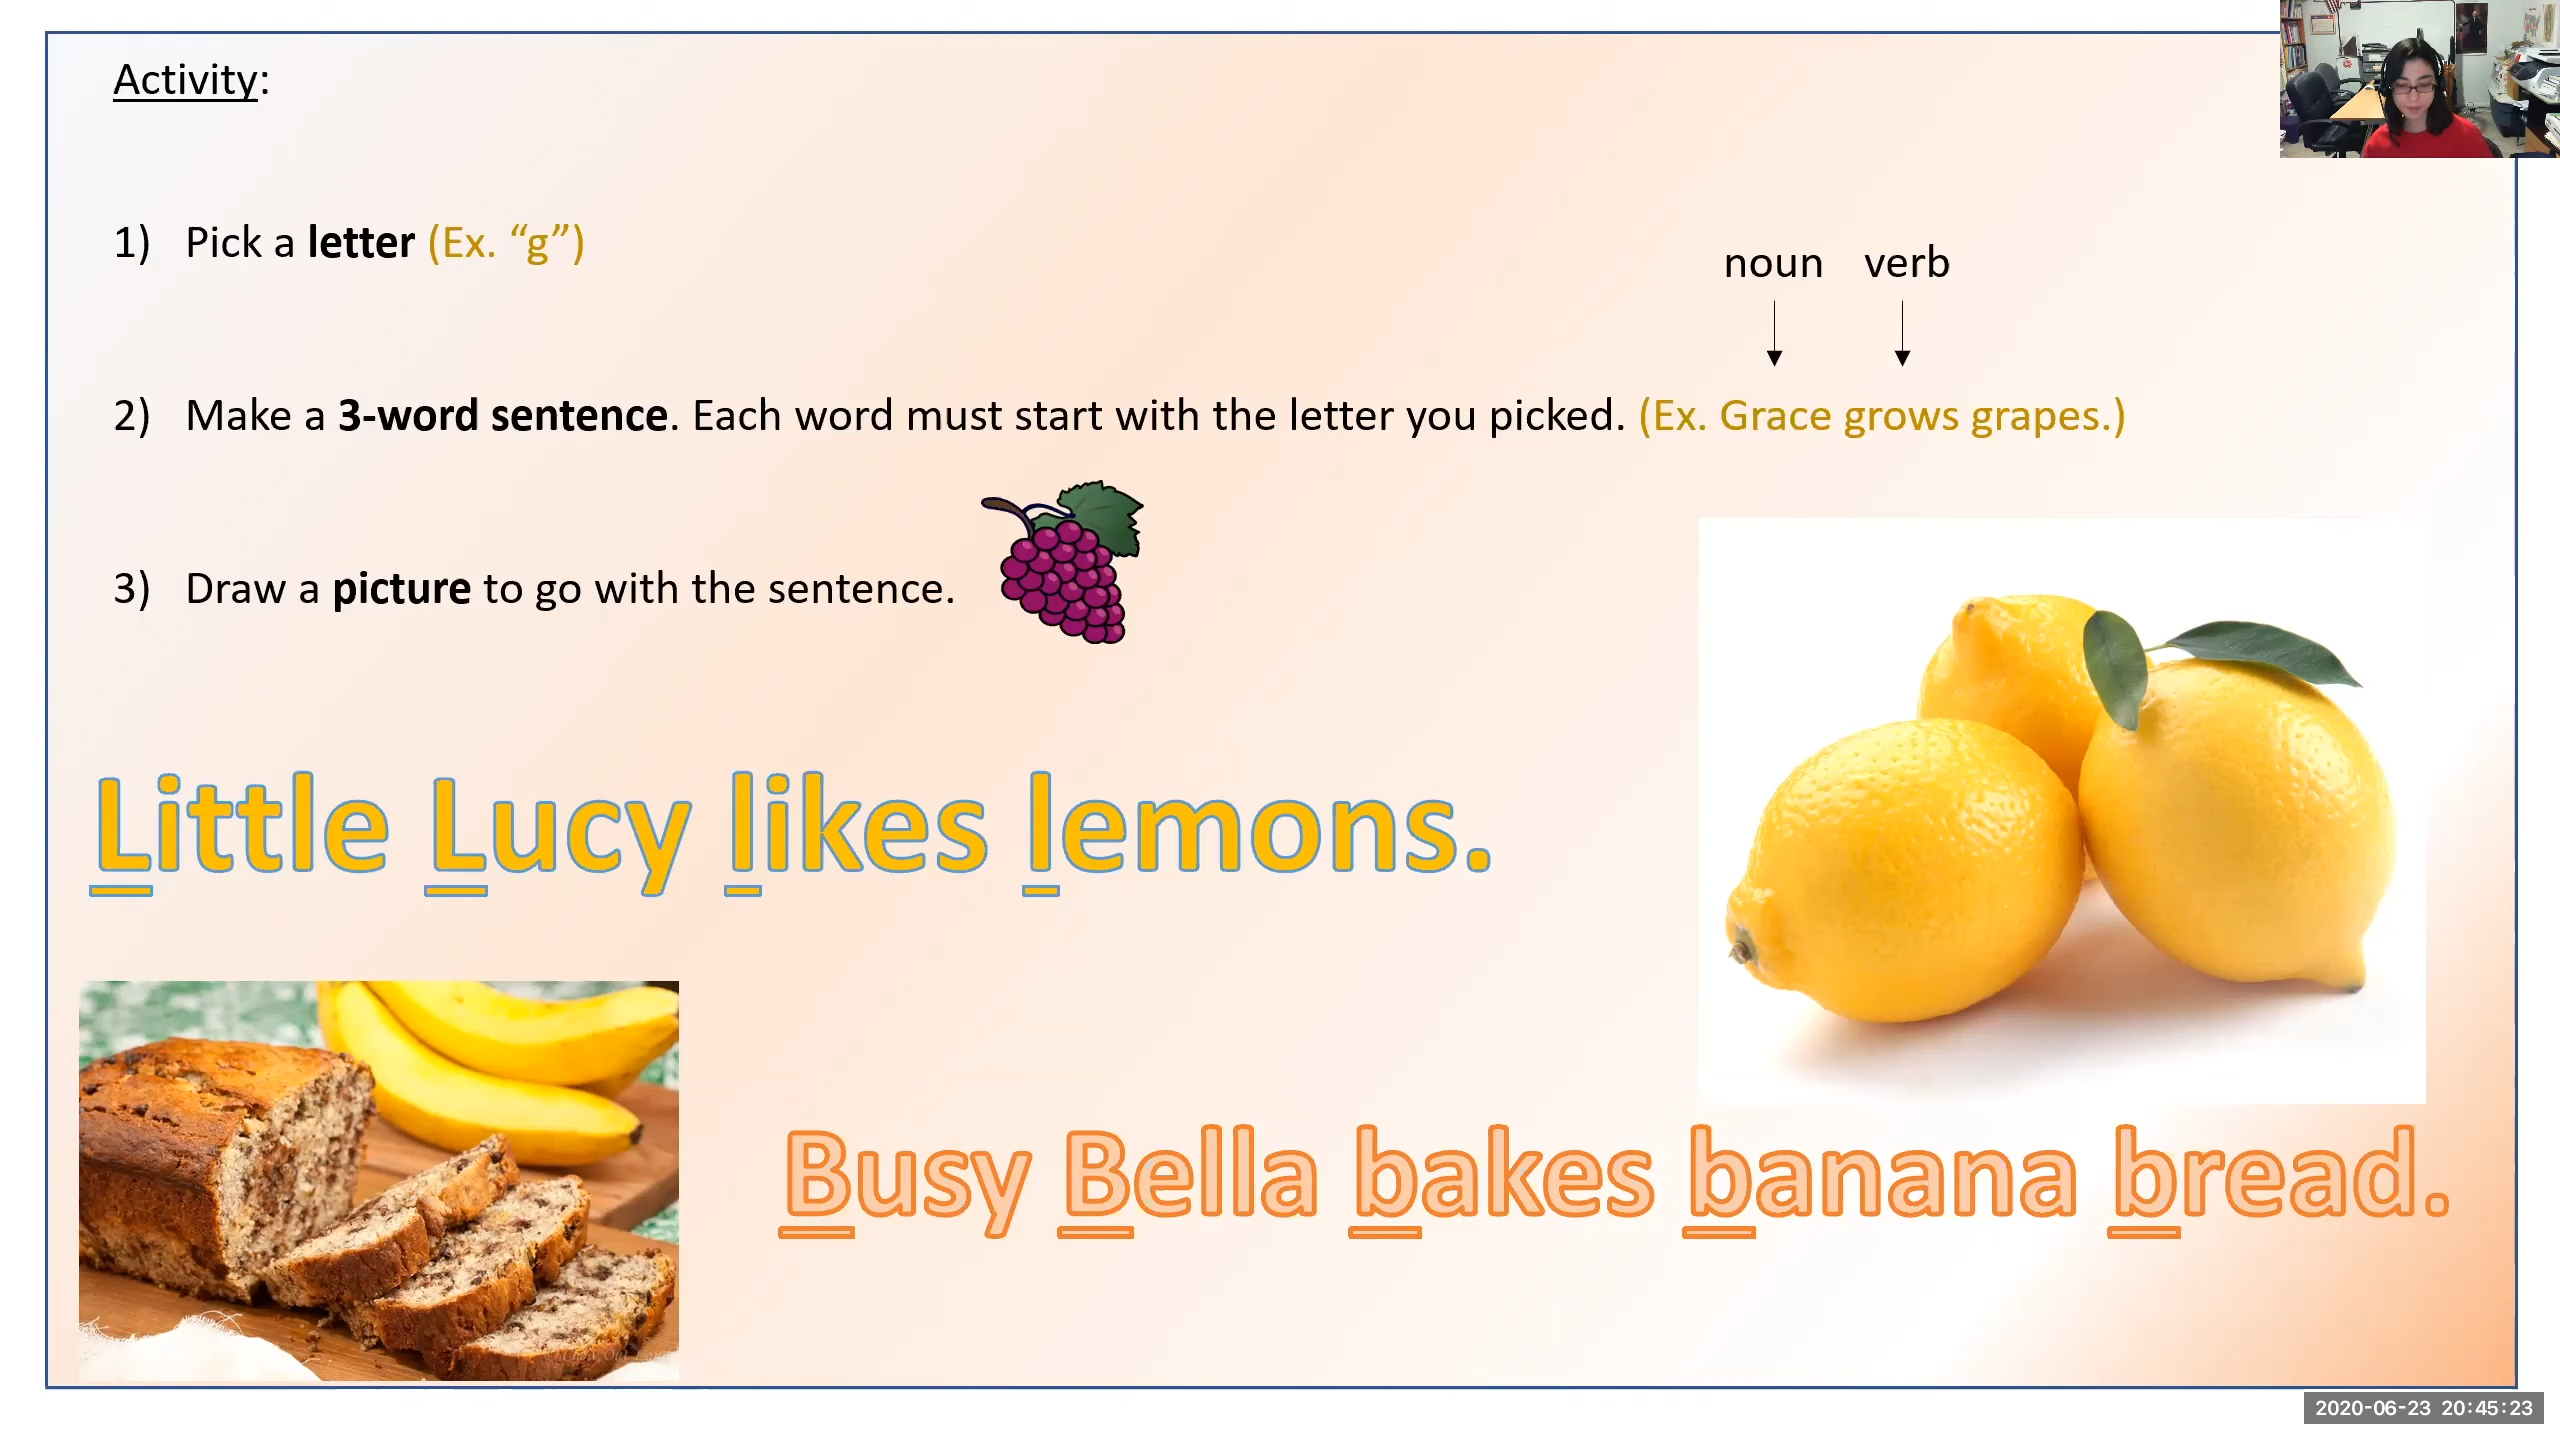 Activity:
1) Pick a letter (Ex. “g”)
noun verb
2) Make a 3-word sentence. Each word must start with the letter you picked. (Ex. Grace grows grapes.)
3) Draw a picture to go with the sentence.
Little Lucy likes lemons.
Busy Bella bakes banana bread.
2020-06-23 20:45:23